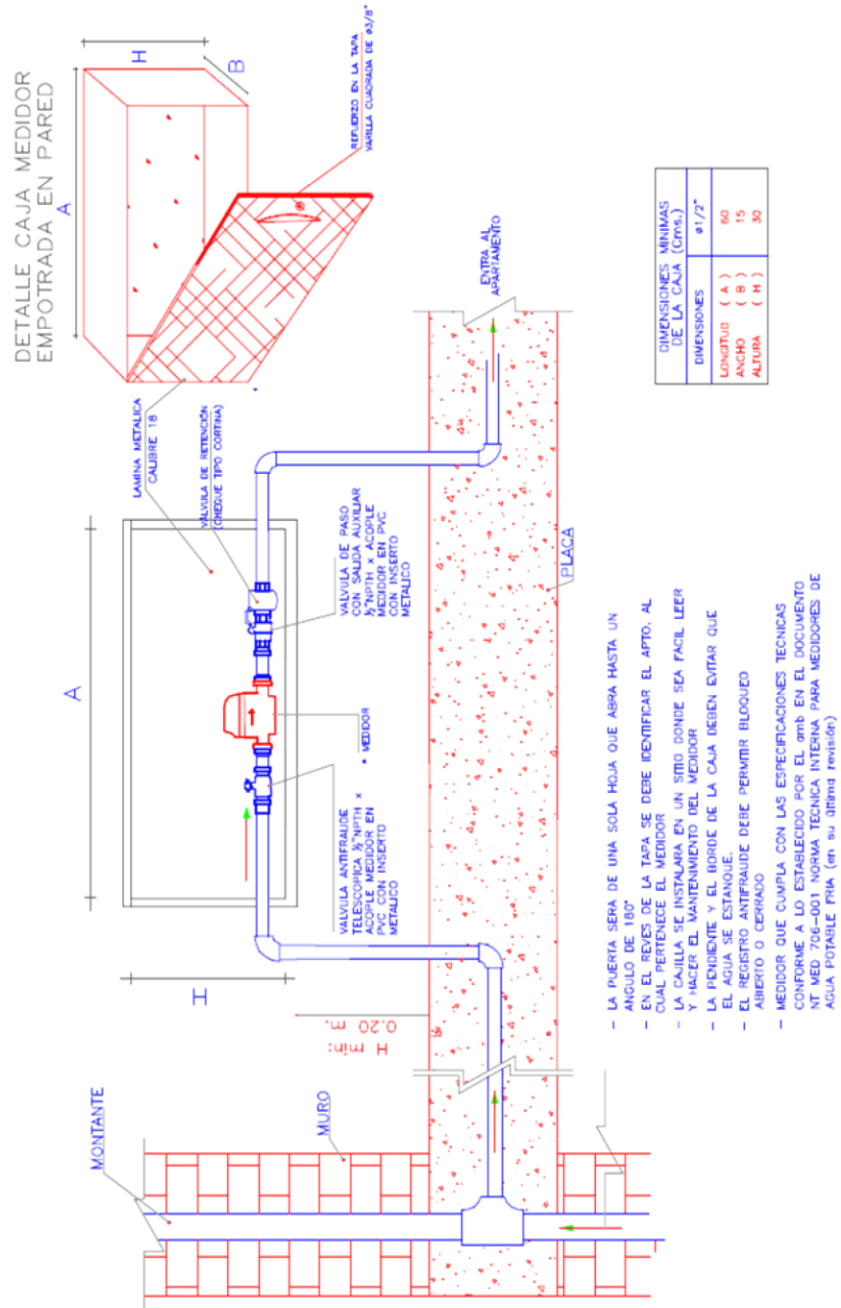 DETALLE CAJA MEDIDOR
EMPOTRADA EN PARED
A
H
B
REFUERZO EN LA TAPA
VARILLA CUADRADA DE Ø3/8"
LAMINA METALICA
CALIBRE 18
VÁLVULA DE RETENCIÓN
(CHEQUE TIPO CORTINA)
*
A
H
VALVULA DE PASO
CON SALIDA AUXILIAR
½"NPTH x ACOPLE
MEDIDOR EN PVC
CON INSERTO
METALICO
* MEDIDOR
VALVULA ANTIFRAUDE
TELESCOPICA ½"NPTH x
ACOPLE MEDIDOR EN
PVC CON INSERTO
METALICO
H min:
0.20 m.
MONTANTE
MURO
ENTRA AL
APARTAMENTO
PLACA
- LA PUERTA SERA DE UNA SOLA HOJA QUE ABRA HASTA UN
ANGULO DE 180°
- EN EL REVES DE LA TAPA SE DEBE IDENTIFICAR EL APTO. AL
CUAL PERTENECE EL MEDIDOR
- LA CAJILLA SE INSTALARA EN UN SITIO DONDE SEA FACIL LEER
Y HACER EL MANTENIMIENTO DEL MEDIDOR
- LA PENDIENTE Y EL BORDE DE LA CAJA DEBEN EVITAR QUE
EL AGUA SE ESTANQUE.
- EL REGISTRO ANTIFRAUDE DEBE PERMITIR BLOQUEO
ABIERTO O CERRADO
- MEDIDOR QUE CUMPLA CON LAS ESPECIFICACIONES TECNICAS
CONFORME A LO ESTABLECIDO POR EL amb EN EL DOCUMENTO
NT MED 706-001 NORMA TECNICA INTERNA PARA MEDIDORES DE
AGUA POTABLE FRIA (en su última revisión)
DIMENSIONES MINIMAS
DE LA CAJA (Cms.)
DIMENSIONES ø1/2"
LONGITUD ( A ) 60
ANCHO ( B ) 15
ALTURA ( H ) 30